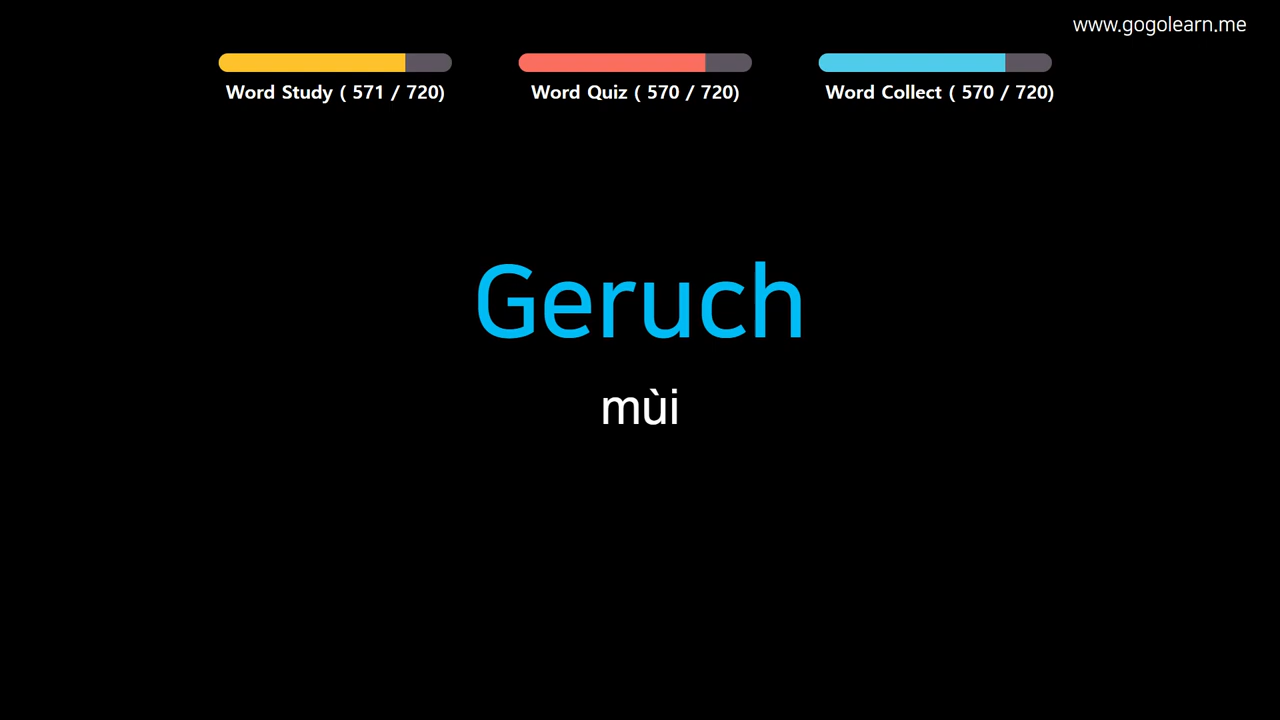 www.gogolearn.me
Word Study ( 571 / 720)
Word Quiz ( 570 / 720)
Word Collect ( 570 / 720)
Geruch
mùi